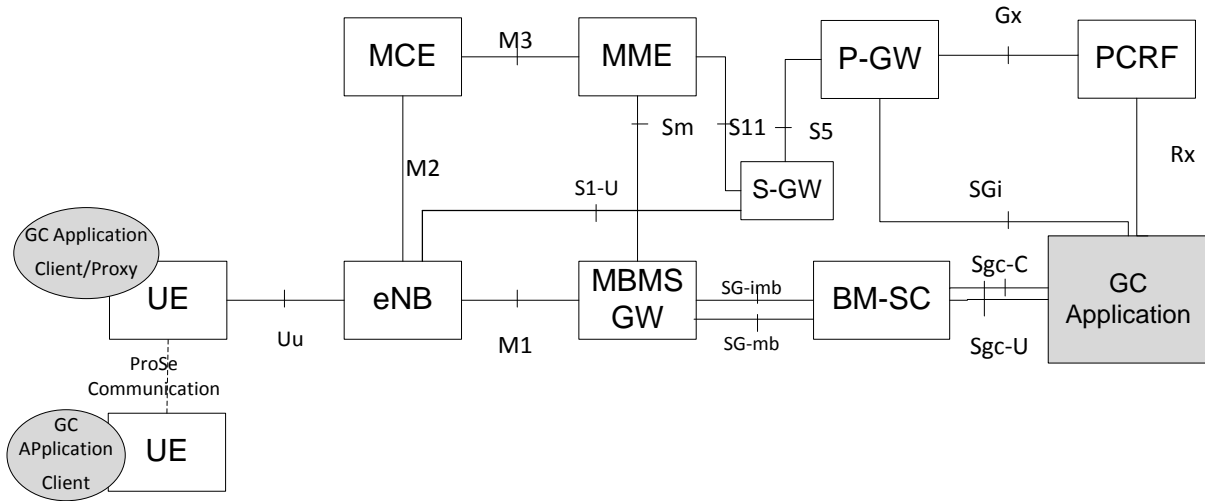 Gx
M3
MCE
MME
P-GW
PCRF
Sm
S11
S5
M2
Rx
S-GW
S1-U
SGi
GC Application
Client/Proxy
UE
eNB
MBMS
GW
SG-imb
SG-mb
BM-SC
Sgc-C
Sgc-U
GC
Application
Uu
M1
ProSe
Communication
GC
APplication
Client
UE